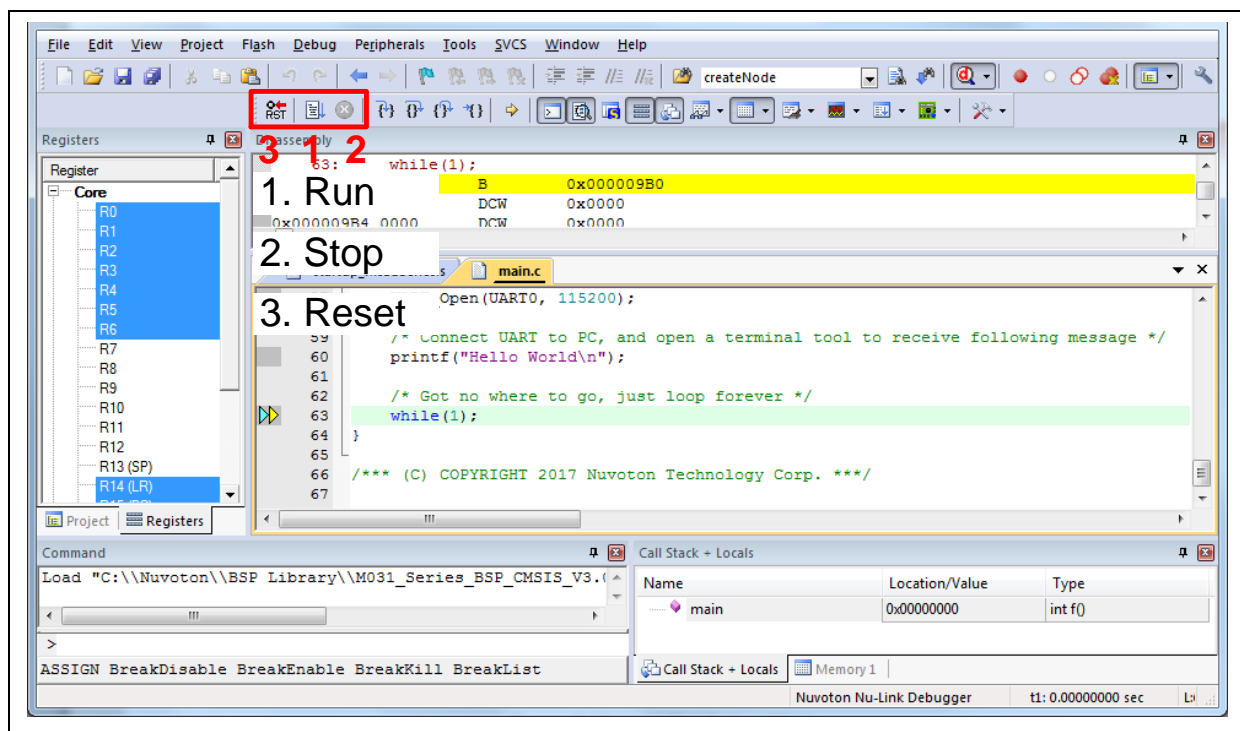 File Edit View Project Flash Debug Peripherals Tools SVCS Window Help
createNode
RST
3 1 2
Registers
Disassembly
Register
Core
R0
R1
R2
R3
R4
R5
R6
R7
R8
R9
R10
R11
R12
R13 (SP)
R14 (LR)
Project Registers
63: while(1);
B 0x000009B0
DCW 0x0000
0x000009B4 0000 DCW 0x0000
1. Run
2. Stop
3. Reset
main.c
Open(UART0, 115200);
59 /* Connect UART to PC, and open a terminal tool to receive following message */
60 printf("Hello World\n");
61
62 /* Got no where to go, just loop forever */
63 while(1);
64 }
65
66 /*** (C) COPYRIGHT 2017 Nuvoton Technology Corp. ***/
67
Command
Load "C:\\Nuvoton\\BSP Library\\M031_Series_BSP_CMSIS_V3.
>
ASSIGN BreakDisable BreakEnable BreakKill BreakList
Call Stack + Locals
Name Location/Value Type
main 0x00000000 int f()
Call Stack + Locals Memory 1
Nuvoton Nu-Link Debugger t1: 0.00000000 sec